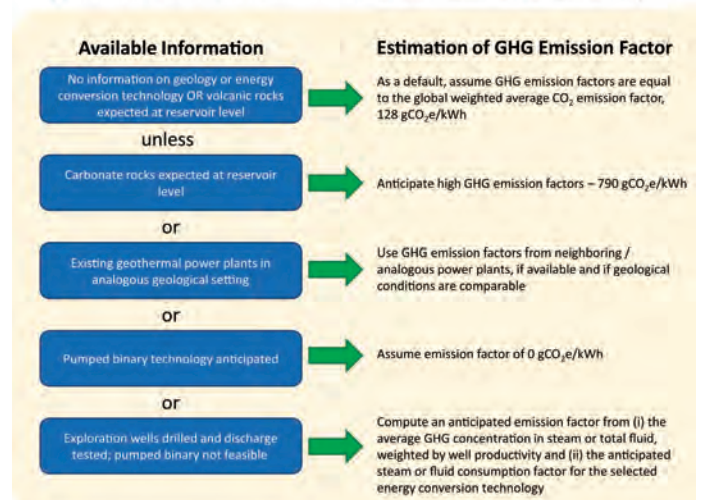 Available Information
Estimation of GHG Emission Factor
No information on geology or energy
conversion technology OR volcanic rocks
expected at reservoir level
As a default, assume GHG emission factors are equal
to the global weighted average CO₂ emission factor,
128 gCO₂e/kWh
unless
Carbonate rocks expected at reservoir
level
Anticipate high GHG emission factors – 790 gCO₂e/kWh
or
Existing geothermal power plants in
analogous geological setting
Use GHG emission factors from neighboring /
analogous power plants, if available and if geological
conditions are comparable
or
Pumped binary technology anticipated
Assume emission factor of 0 gCO₂e/kWh
or
Exploration wells drilled and discharge
tested; pumped binary not feasible
Compute an anticipated emission factor from (i) the
average GHG concentration in steam or total fluid,
weighted by well productivity and (ii) the anticipated
steam or fluid consumption factor for the selected
energy conversion technology